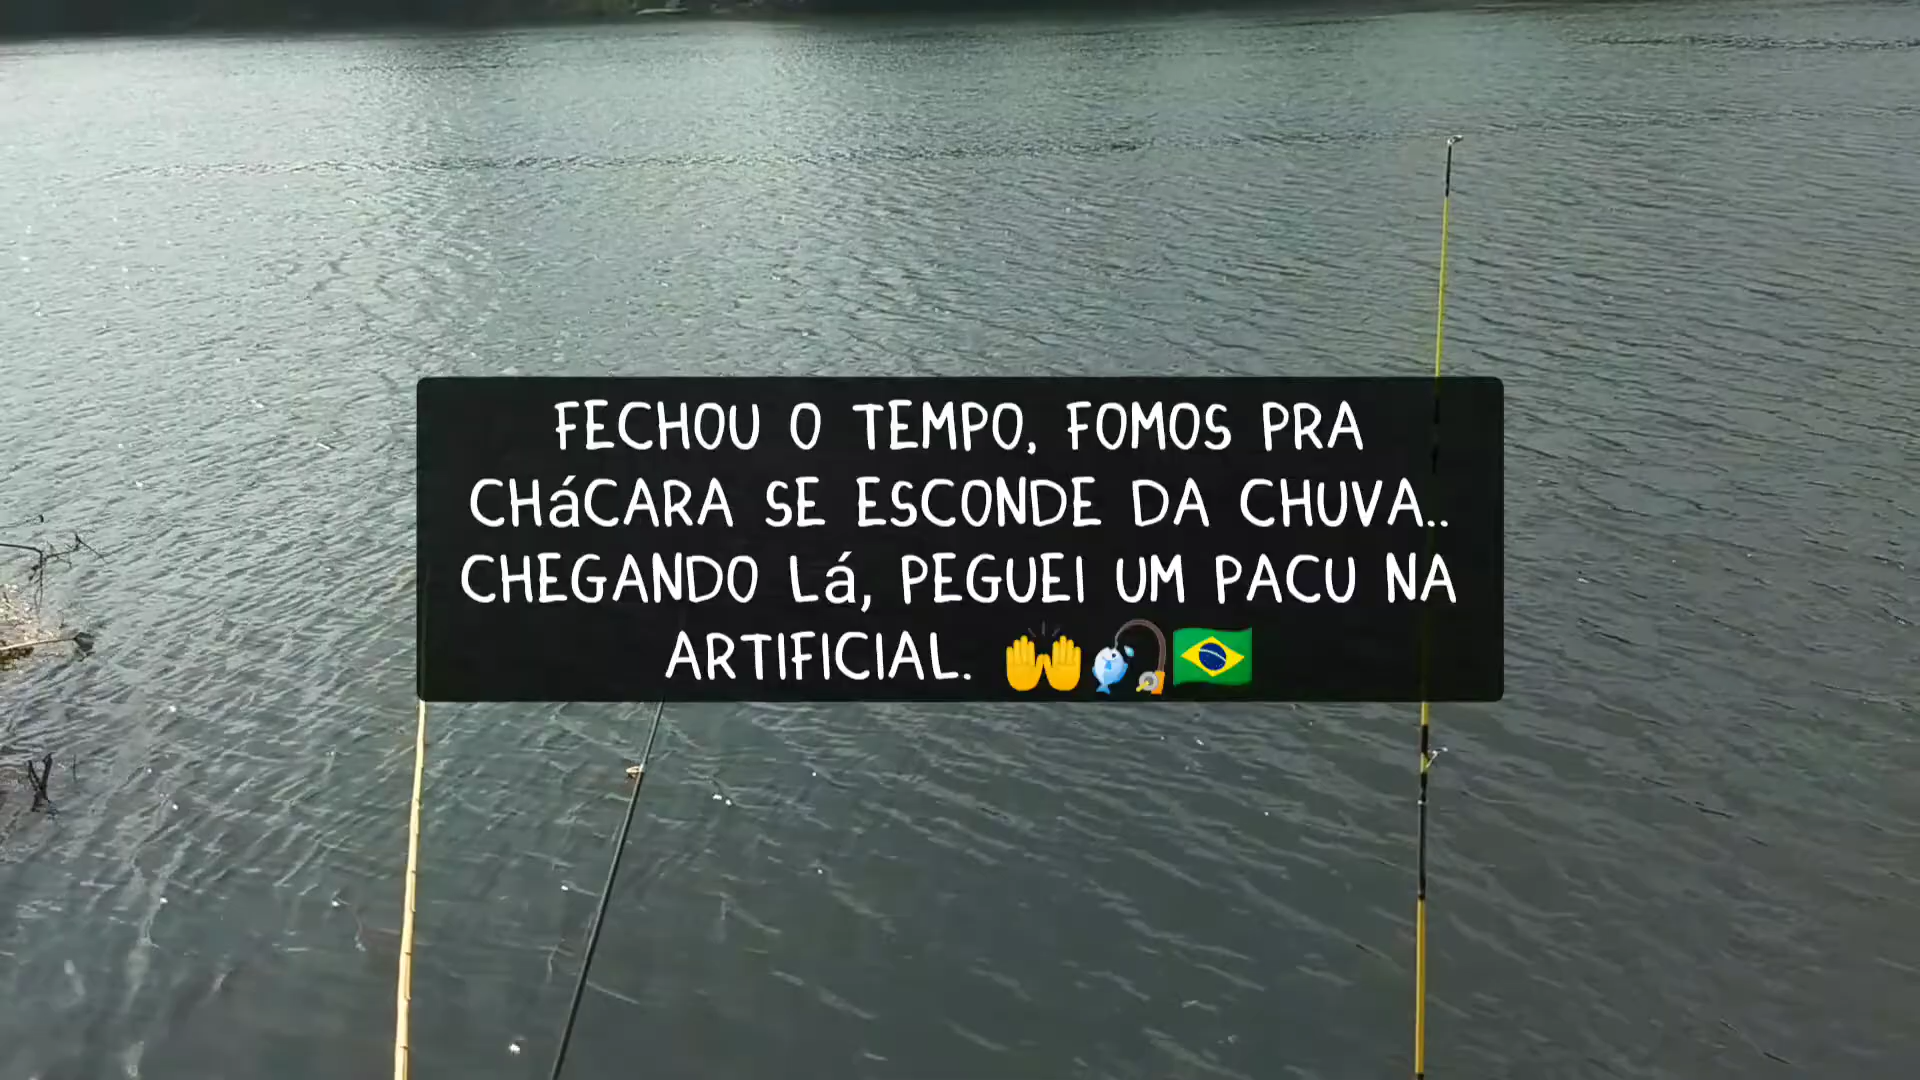 FECHOU O TEMPO, FOMOS PRA
CHáCARA SE ESCONDE DA CHUVA..
CHEGANDO Lá, PEGUEI UM PACU NA
ARTIFICIAL. 🙌🎣🇧🇷